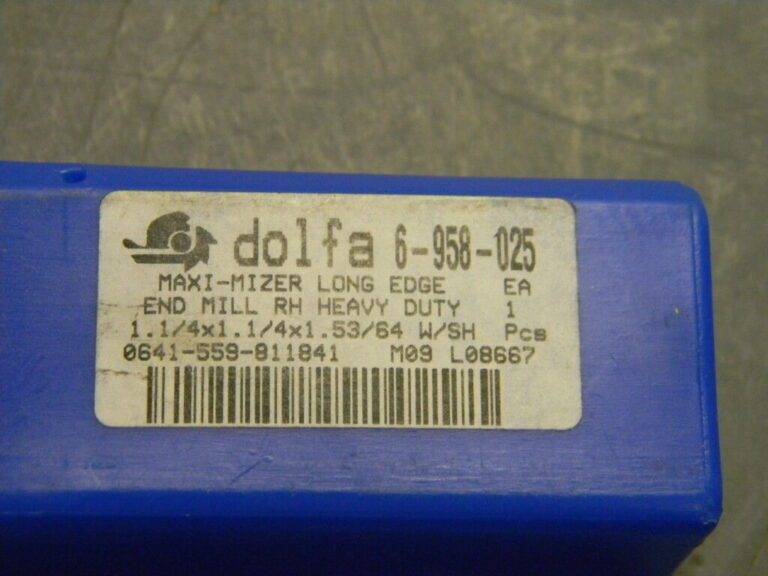 dolfa 6-958-025
MAXI-MIZER LONG EDGE EA
END MILL RH HEAVY DUTY 1
1.1/4x1.1/4x1.53/64 W/SH Pcs
0641-559-811841 M09 L08667